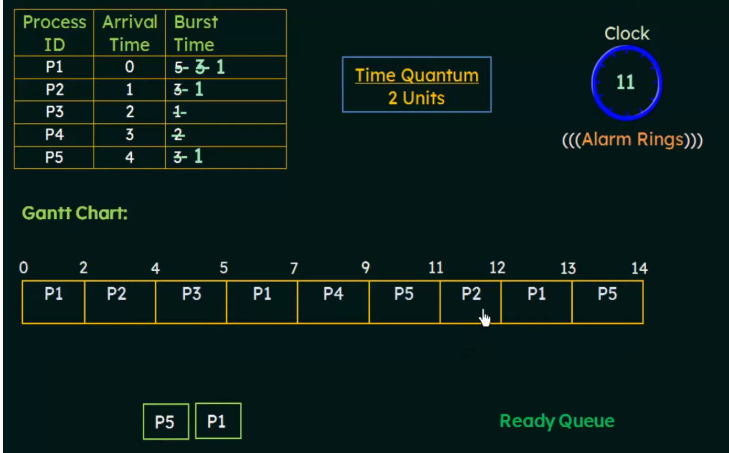 Process ID Arrival Time Burst Time
P1 0 5- 3- 1
P2 1 3- 1
P3 2 1-
P4 3 2
P5 4 3- 1
Time Quantum
2 Units
Clock
11
(((Alarm Rings)))
Gantt Chart:
0 2 4 5 7 9 11 12 13 14
P1 P2 P3 P1 P4 P5 P2 P1 P5
P5 P1
Ready Queue